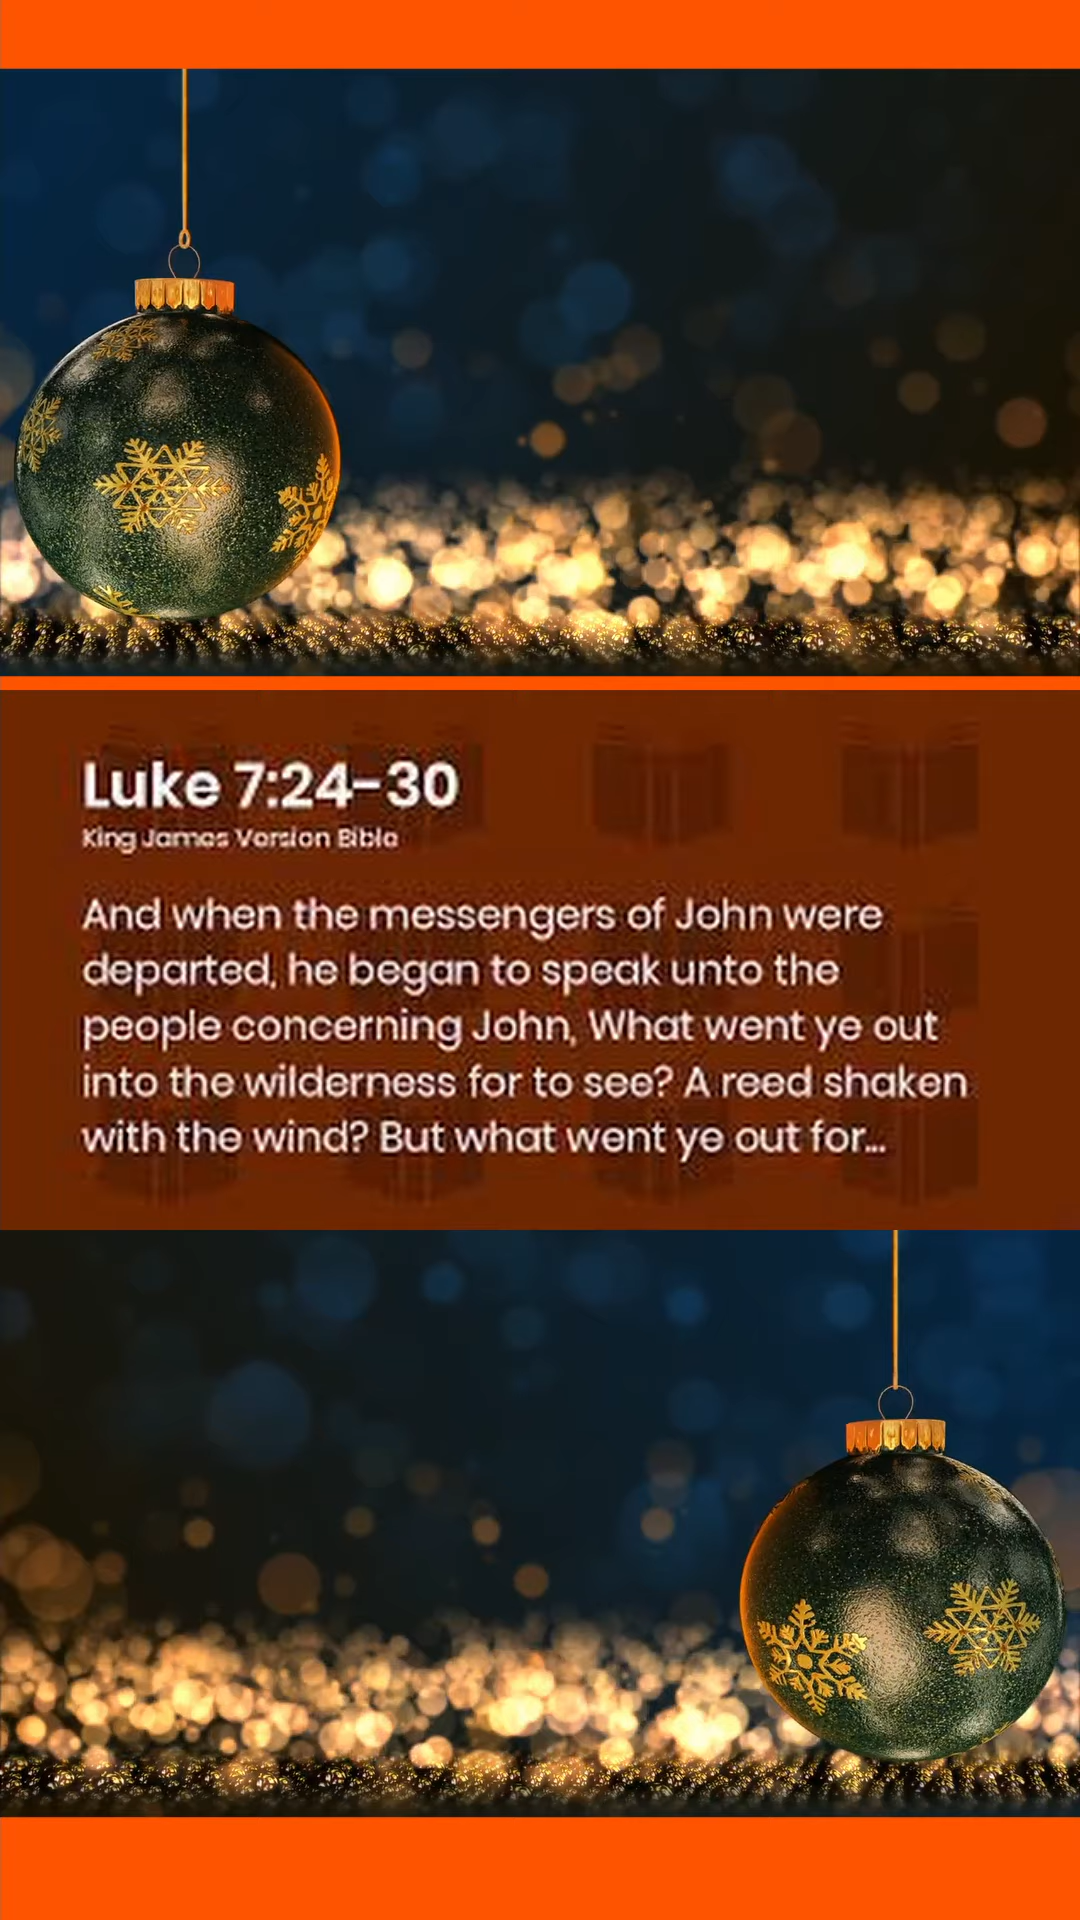 Luke 7:24-30
King James Version Bible
And when the messengers of John were
departed, he began to speak unto the
people concerning John, What went ye out
into the wilderness for to see? A reed shaken
with the wind? But what went ye out for...